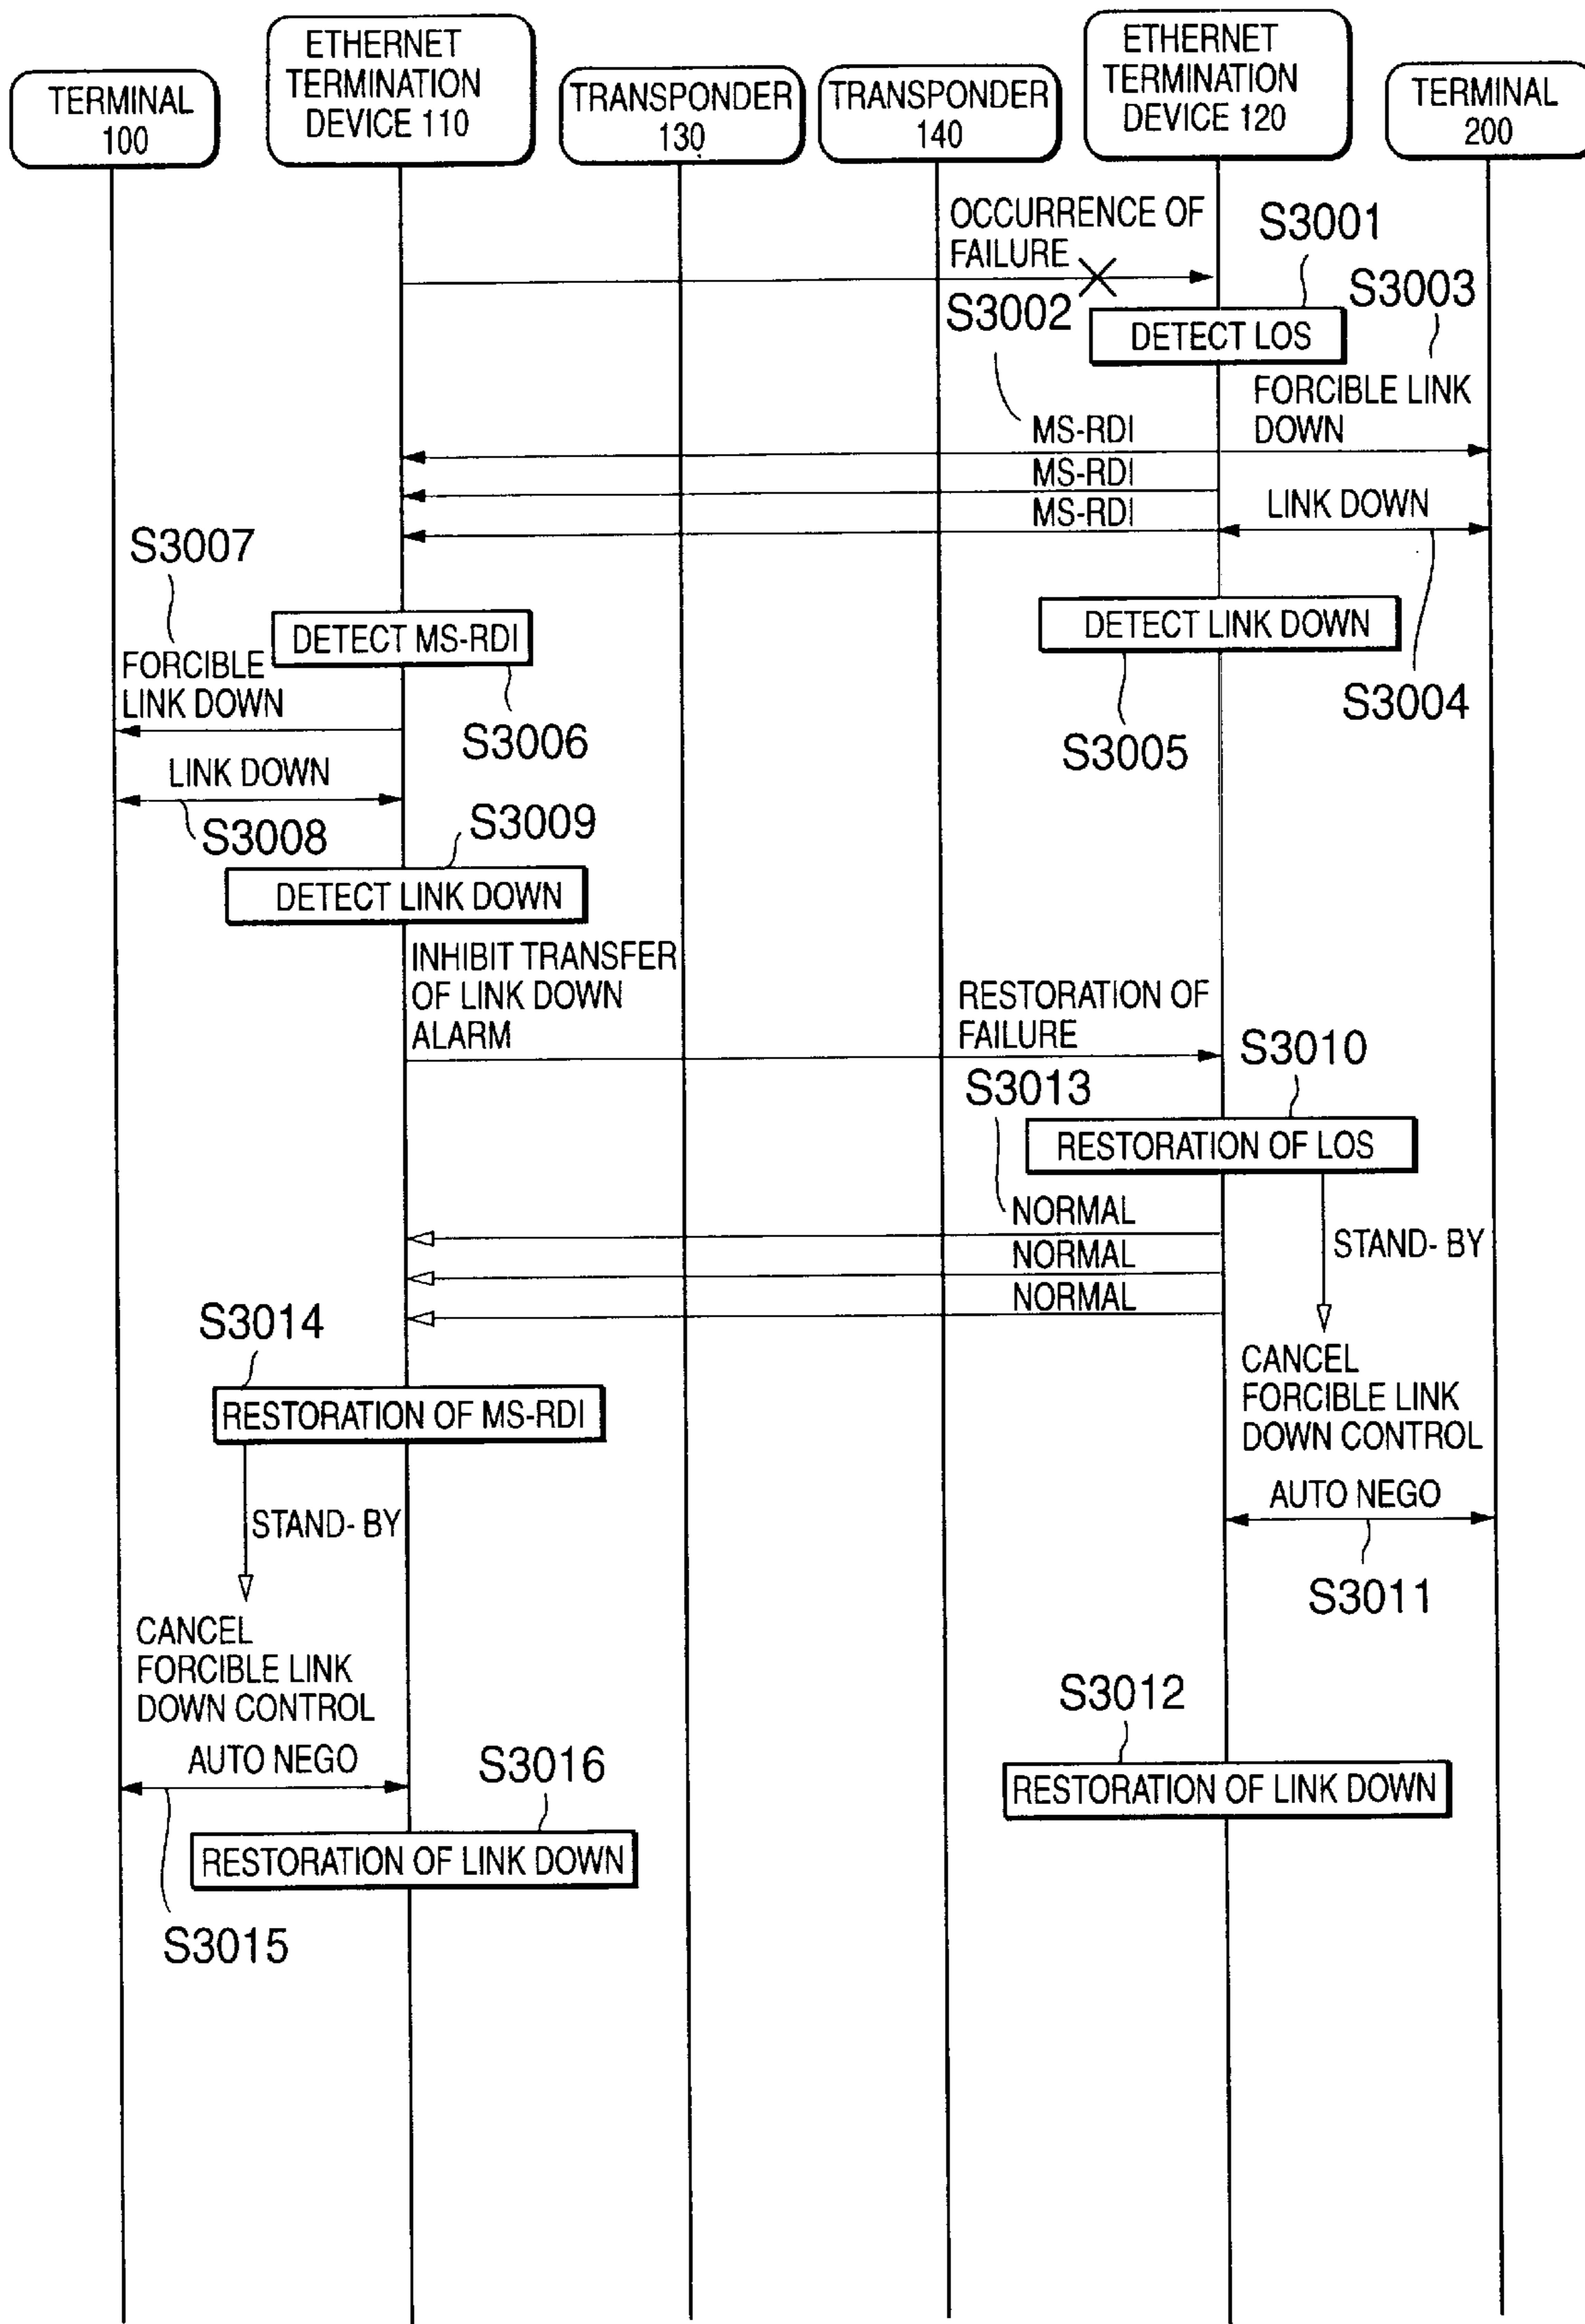 TERMINAL
100
ETHERNET
TERMINATION
DEVICE 110
TRANSPONDER
130
TRANSPONDER
140
ETHERNET
TERMINATION
DEVICE 120
TERMINAL
200
OCCURRENCE OF
FAILURE
S3001
S3002
S3003
DETECT LOS
FORCIBLE LINK
DOWN
MS-RDI
MS-RDI
MS-RDI
LINK DOWN
S3007
DETECT MS-RDI
DETECT LINK DOWN
FORCIBLE
LINK DOWN
S3006
S3005
S3004
LINK DOWN
S3008
S3009
DETECT LINK DOWN
INHIBIT TRANSFER
OF LINK DOWN
ALARM
RESTORATION OF
FAILURE
S3010
S3013
RESTORATION OF LOS
NORMAL
NORMAL
NORMAL
STAND- BY
S3014
RESTORATION OF MS-RDI
CANCEL
FORCIBLE LINK
DOWN CONTROL
STAND- BY
AUTO NEGO
S3011
CANCEL
FORCIBLE LINK
DOWN CONTROL
S3012
AUTO NEGO
S3016
RESTORATION OF LINK DOWN
RESTORATION OF LINK DOWN
S3015